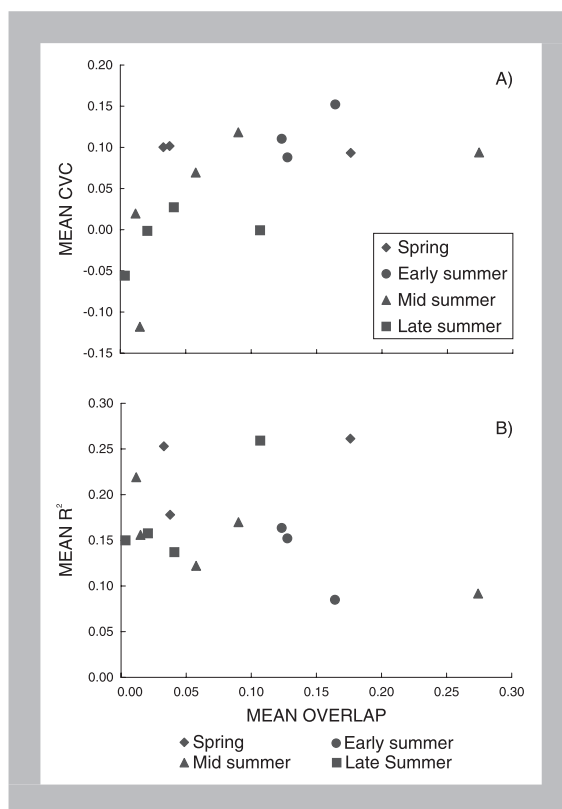 A)
0.20
0.15
0.10
0.05
0.00
-0.05
-0.10
-0.15
MEAN CVC
Spring
Early summer
Mid summer
Late summer
B)
0.30
0.25
0.20
0.15
0.10
0.05
0.00
MEAN R²
0.00 0.05 0.10 0.15 0.20 0.25 0.30
MEAN OVERLAP
Spring Early summer
Mid summer Late Summer